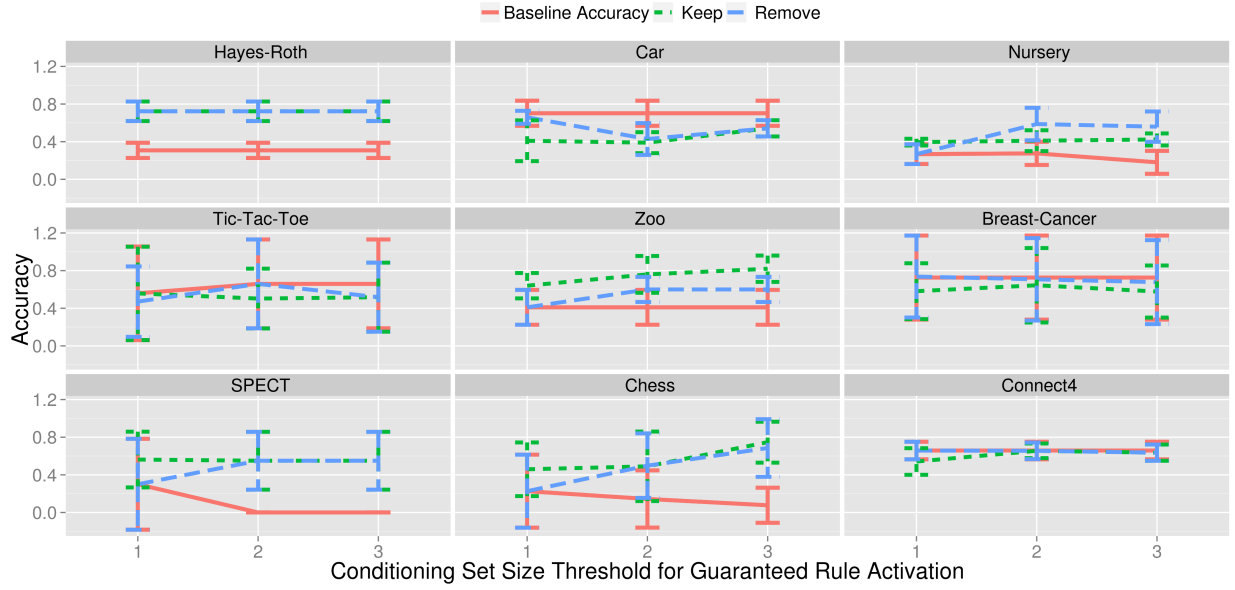 Baseline Accuracy Keep Remove
Hayes-Roth Car Nursery
1.2
0.8
0.4
0.0
Tic-Tac-Toe Zoo Breast-Cancer
1.2
0.8
0.4
0.0
Accuracy
SPECT Chess Connect4
1.2
0.8
0.4
0.0
1 2 3 1 2 3 1 2 3
Conditioning Set Size Threshold for Guaranteed Rule Activation